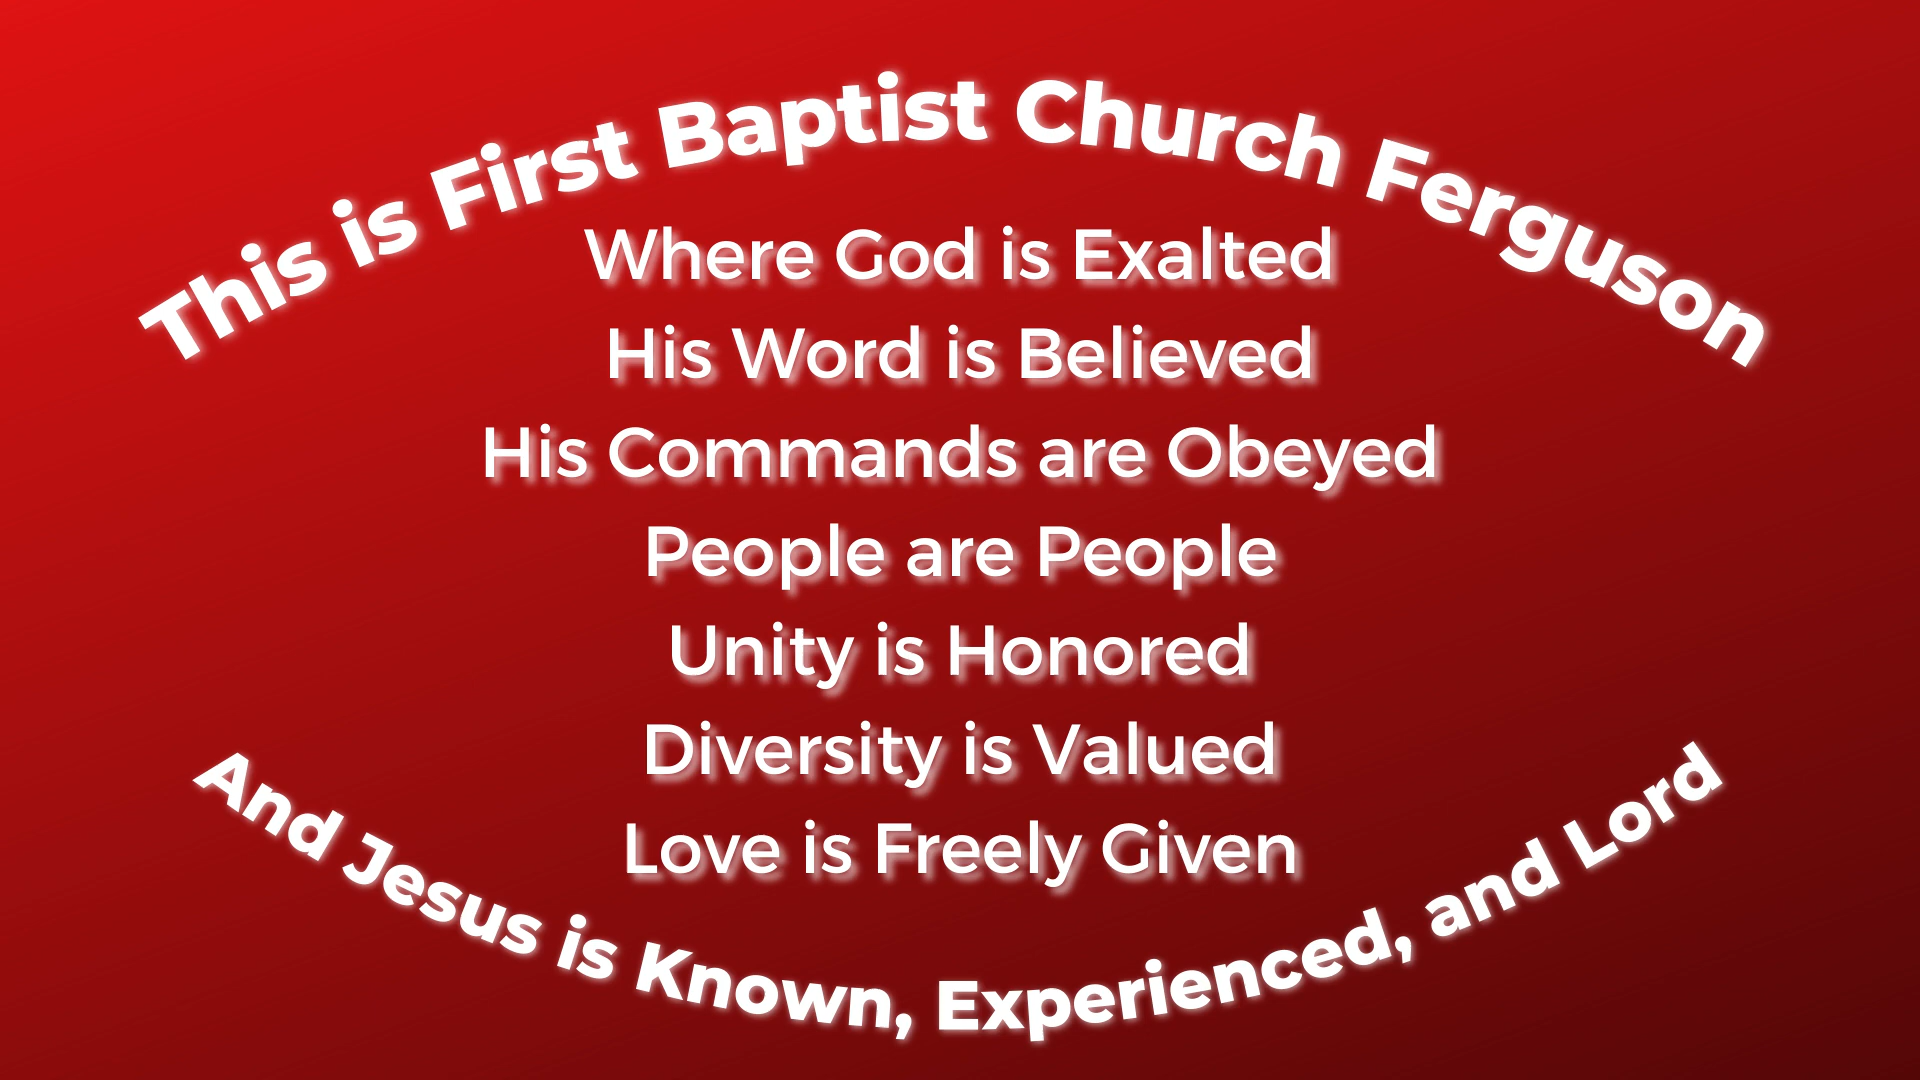 This is First Baptist Church Ferguson
Where God is Exalted
His Word is Believed
His Commands are Obeyed
People are People
Unity is Honored
Diversity is Valued
Love is Freely Given
And Jesus is Known, Experienced, and Lord